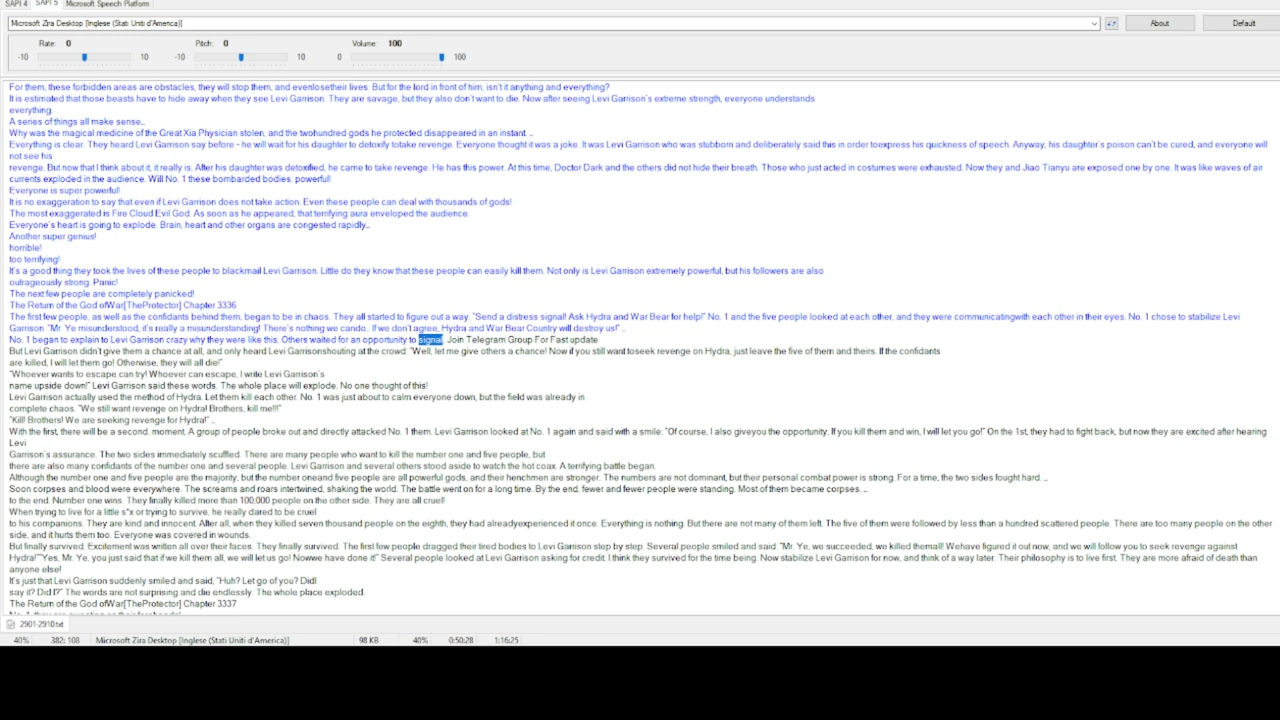 SAPI 4 SAPI 5 Microsoft Speech Platform
Microsoft Zira Desktop [Inglese (Stati Uniti d'America)] About Default
Rate: 0 Pitch: 0 Volume: 100
-10 10 -10 10 0 100
For them, these forbidden areas are obstacles, they will stop them, and evenlosetheir lives. But for the lord in front of him, isn't it anything and everything?
It is estimated that those beasts have to hide away when they see Levi Garrison. They are savage, but they also don't want to die. Now after seeing Levi Garrison's extreme strength, everyone understands
everything.
A series of things all make sense...
Why was the magical medicine of the Great Xia Physician stolen, and the twohundred gods he protected disappeared in an instant. ...
Everything is clear. They heard Levi Garrison say before - he will wait for his daughter to detoxify totake revenge. Everyone thought it was a joke. It was Levi Garrison who was stubborn and deliberately said this in order toexpress his quickness of speech. Anyway, his daughter's poison can't be cured, and everyone will
not see his
revenge. But now that I think about it, it really is. After his daughter was detoxified, he came to take revenge. He has this power. At this time, Doctor Dark and the others did not hide their breath. Those who just acted in costumes were exhausted. Now they and Jiao Tianyu are exposed one by one. It was like waves of air
currents exploded in the audience. Will No. 1 these bombarded bodies. powerful!
Everyone is super powerful!
It is no exaggeration to say that even if Levi Garrison does not take action. Even these people can deal with thousands of gods!
The most exaggerated is Fire Cloud Evil God. As soon as he appeared, that terrifying aura enveloped the audience.
Everyone's heart is going to explode. Brain, heart and other organs are congested rapidly...
Another super genius!
horrible!
too terrifying!
It's a good thing they took the lives of these people to blackmail Levi Garrison. Little do they know that these people can easily kill them. Not only is Levi Garrison extremely powerful, but his followers are also
outrageously strong. Panic!
The next few people are completely panicked!
The Return of the God ofWar[TheProtector] Chapter 3336
The first few people, as well as the confidants behind them, began to be in chaos. They all started to figure out a way. "Send a distress signal! Ask Hydra and War Bear for help!" No. 1 and the five people looked at each other, and they were communicatingwith each other in their eyes. No. 1 chose to stabilize Levi
Garrison. "Mr. Ye misunderstood, it's really a misunderstanding! There's nothing we cando.. If we don't agree, Hydra and War Bear Country will destroy us!" ..
No. 1 began to explain to Levi Garrison crazy why they were like this. Others waited for an opportunity to signal. Join Telegram Group For Fast update
But Levi Garrison didn't give them a chance at all, and only heard Levi Garrisonshouting at the crowd: "Well, let me give others a chance! Now if you still want toseek revenge on Hydra, just leave the five of them and theirs. If the confidants
are killed, I will let them go! Otherwise, they will all die!"
"Whoever wants to escape can try! Whoever can escape, I write Levi Garrison's
name upside down!" Levi Garrison said these words. The whole place will explode. No one thought of this!
Levi Garrison actually used the method of Hydra. Let them kill each other. No. 1 was just about to calm everyone down, but the field was already in
complete chaos. "We still want revenge on Hydra! Brothers, kill me!!!"
"Kill! Brothers! We are seeking revenge for Hydra!" ..
With the first, there will be a second. moment, A group of people broke out and directly attacked No. 1 them. Levi Garrison looked at No. 1 again and said with a smile: "Of course, I also giveyou the opportunity. If you kill them and win, I will let you go!" On the 1st, they had to fight back, but now they are excited after hearing
Levi
Garrison's assurance. The two sides immediately scuffled. There are many people who want to kill the number one and five people, but
there are also many confidants of the number one and several people. Levi Garrison and several others stood aside to watch the hot coax. A terrifying battle began.
Although the number one and five people are the majority, but the number oneand five people are all powerful gods, and their henchmen are stronger. The numbers are not dominant, but their personal combat power is strong. For a time, the two sides fought hard. ...
Soon corpses and blood were everywhere. The screams and roars intertwined, shaking the world. The battle went on for a long time. By the end, fewer and fewer people were standing. Most of them became corpses. ...
to the end. Number one wins. They finally killed more than 100,000 people on the other side. They are all cruel!
When trying to live for a little s*x or trying to survive, he really dared to be cruel
to his companions. They are kind and innocent. After all, when they killed seven thousand people on the eighth, they had alreadyexperienced it once. Everything is nothing. But there are not many of them left. The five of them were followed by less than a hundred scattered people. There are too many people on the other
side, and it hurts them too. Everyone was covered in wounds.
But finally survived. Excitement was written all over their faces. They finally survived. The first few people dragged their tired bodies to Levi Garrison step by step. Several people smiled and said: "Mr. Ye, we succeeded, we killed themall! Wehave figured it out now, and we will follow you to seek revenge against
Hydra!""Yes, Mr. Ye, you just said that if we kill them all, we will let us go! Nowwe have done it!" Several people looked at Levi Garrison asking for credit. I think they survived for the time being. Now stabilize Levi Garrison for now, and think of a way later. Their philosophy is to live first. They are more afraid of death than
anyone else!
It's just that Levi Garrison suddenly smiled and said, "Huh? Let go of you? DidI
say it? Did I?" The words are not surprising and die endlessly. The whole place exploded.
The Return of the God ofWar[TheProtector] Chapter 3337
2901-2910.txt
40% 382: 108 Microsoft Zira Desktop [Inglese (Stati Uniti d'America)] 98 KB 40% 0:50:28 1:16:25